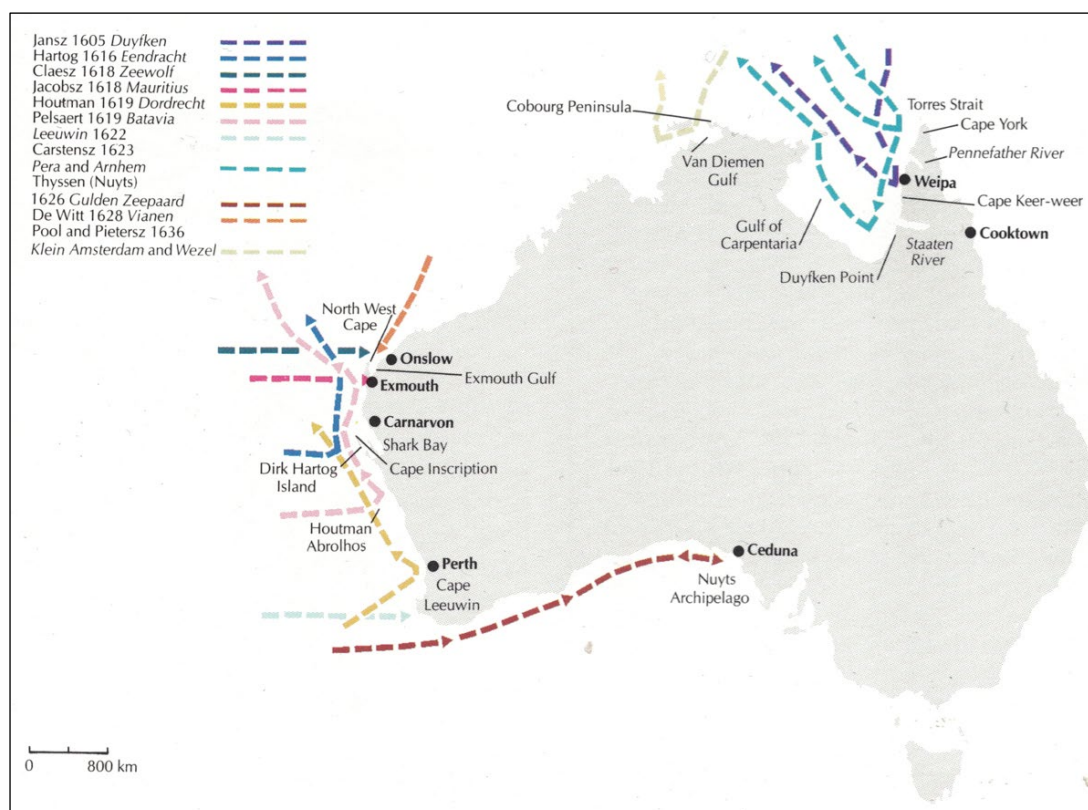 Jansz 1605 Duyfken
Hartog 1616 Eendracht
Claesz 1618 Zeewolf
Jacobsz 1618 Mauritius
Houtman 1619 Dordrecht
Pelsaert 1619 Batavia
Leeuwin 1622
Carstensz 1623
Pera and Arnhem
Thyssen (Nuyts)
1626 Gulden Zeepaard
De Witt 1628 Vianen
Pool and Pietersz 1636
Klein Amsterdam and Wezel
Cobourg Peninsula
Van Diemen
Gulf
Torres Strait
Cape York
Pennefather River
Weipa
Cape Keer-weer
Gulf of
Carpentaria
Staaten
River
Cooktown
Duyfken Point
North West
Cape
Onslow
Exmouth Gulf
Exmouth
Carnarvon
Shark Bay
Dirk Hartog
Island
Cape Inscription
Houtman
Abrolhos
Perth
Cape
Leeuwin
Ceduna
Nuyts
Archipelago
0 800 km